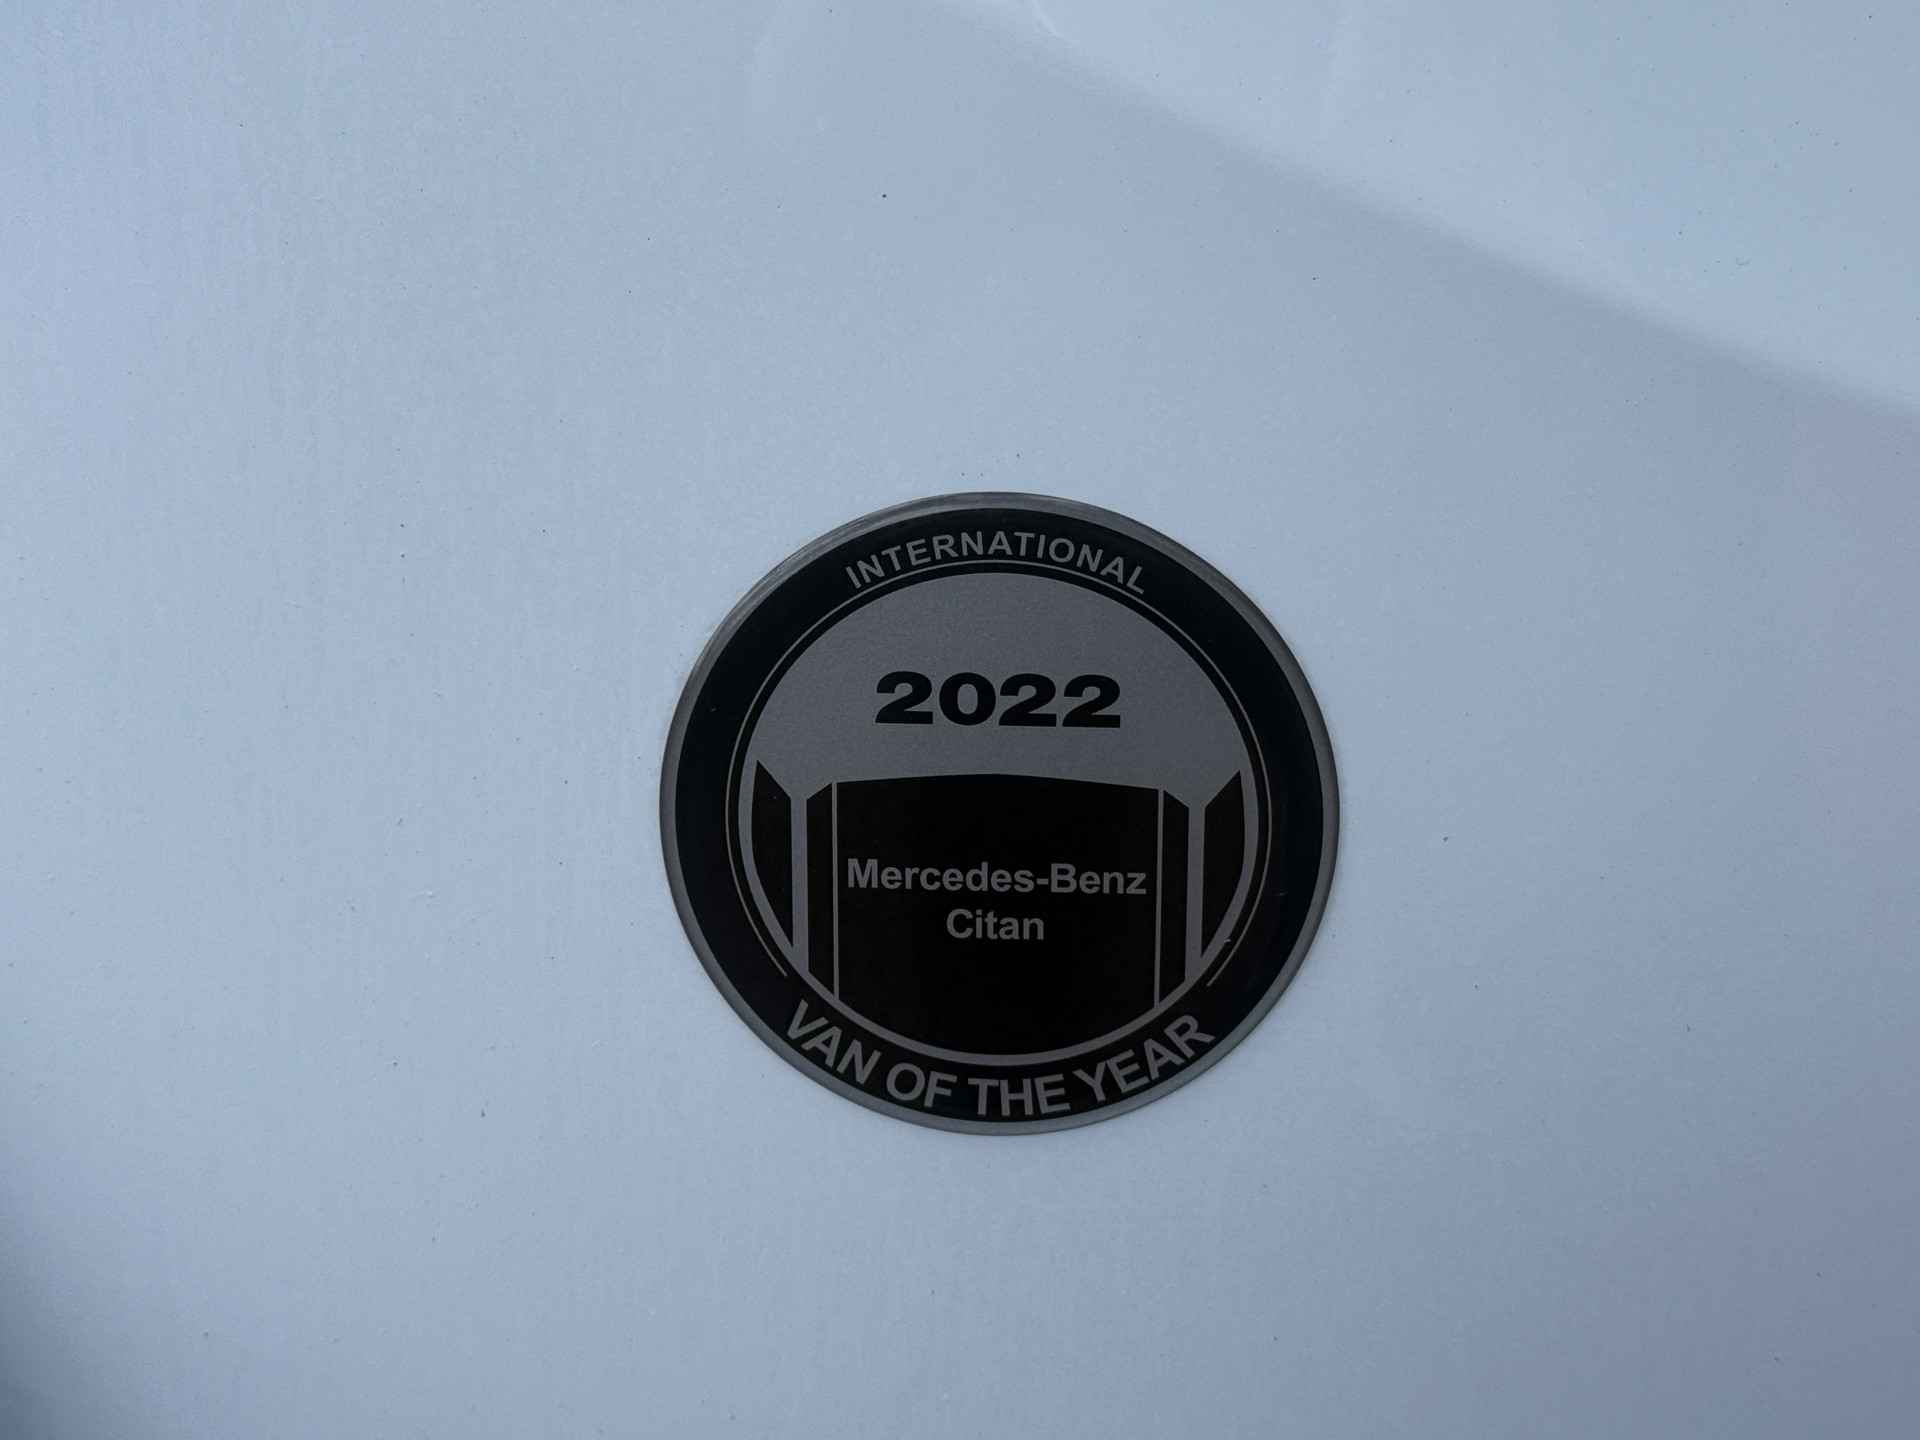 INTERNATIONAL
2022
Mercedes-Benz
Citan
VAN OF THE YEAR